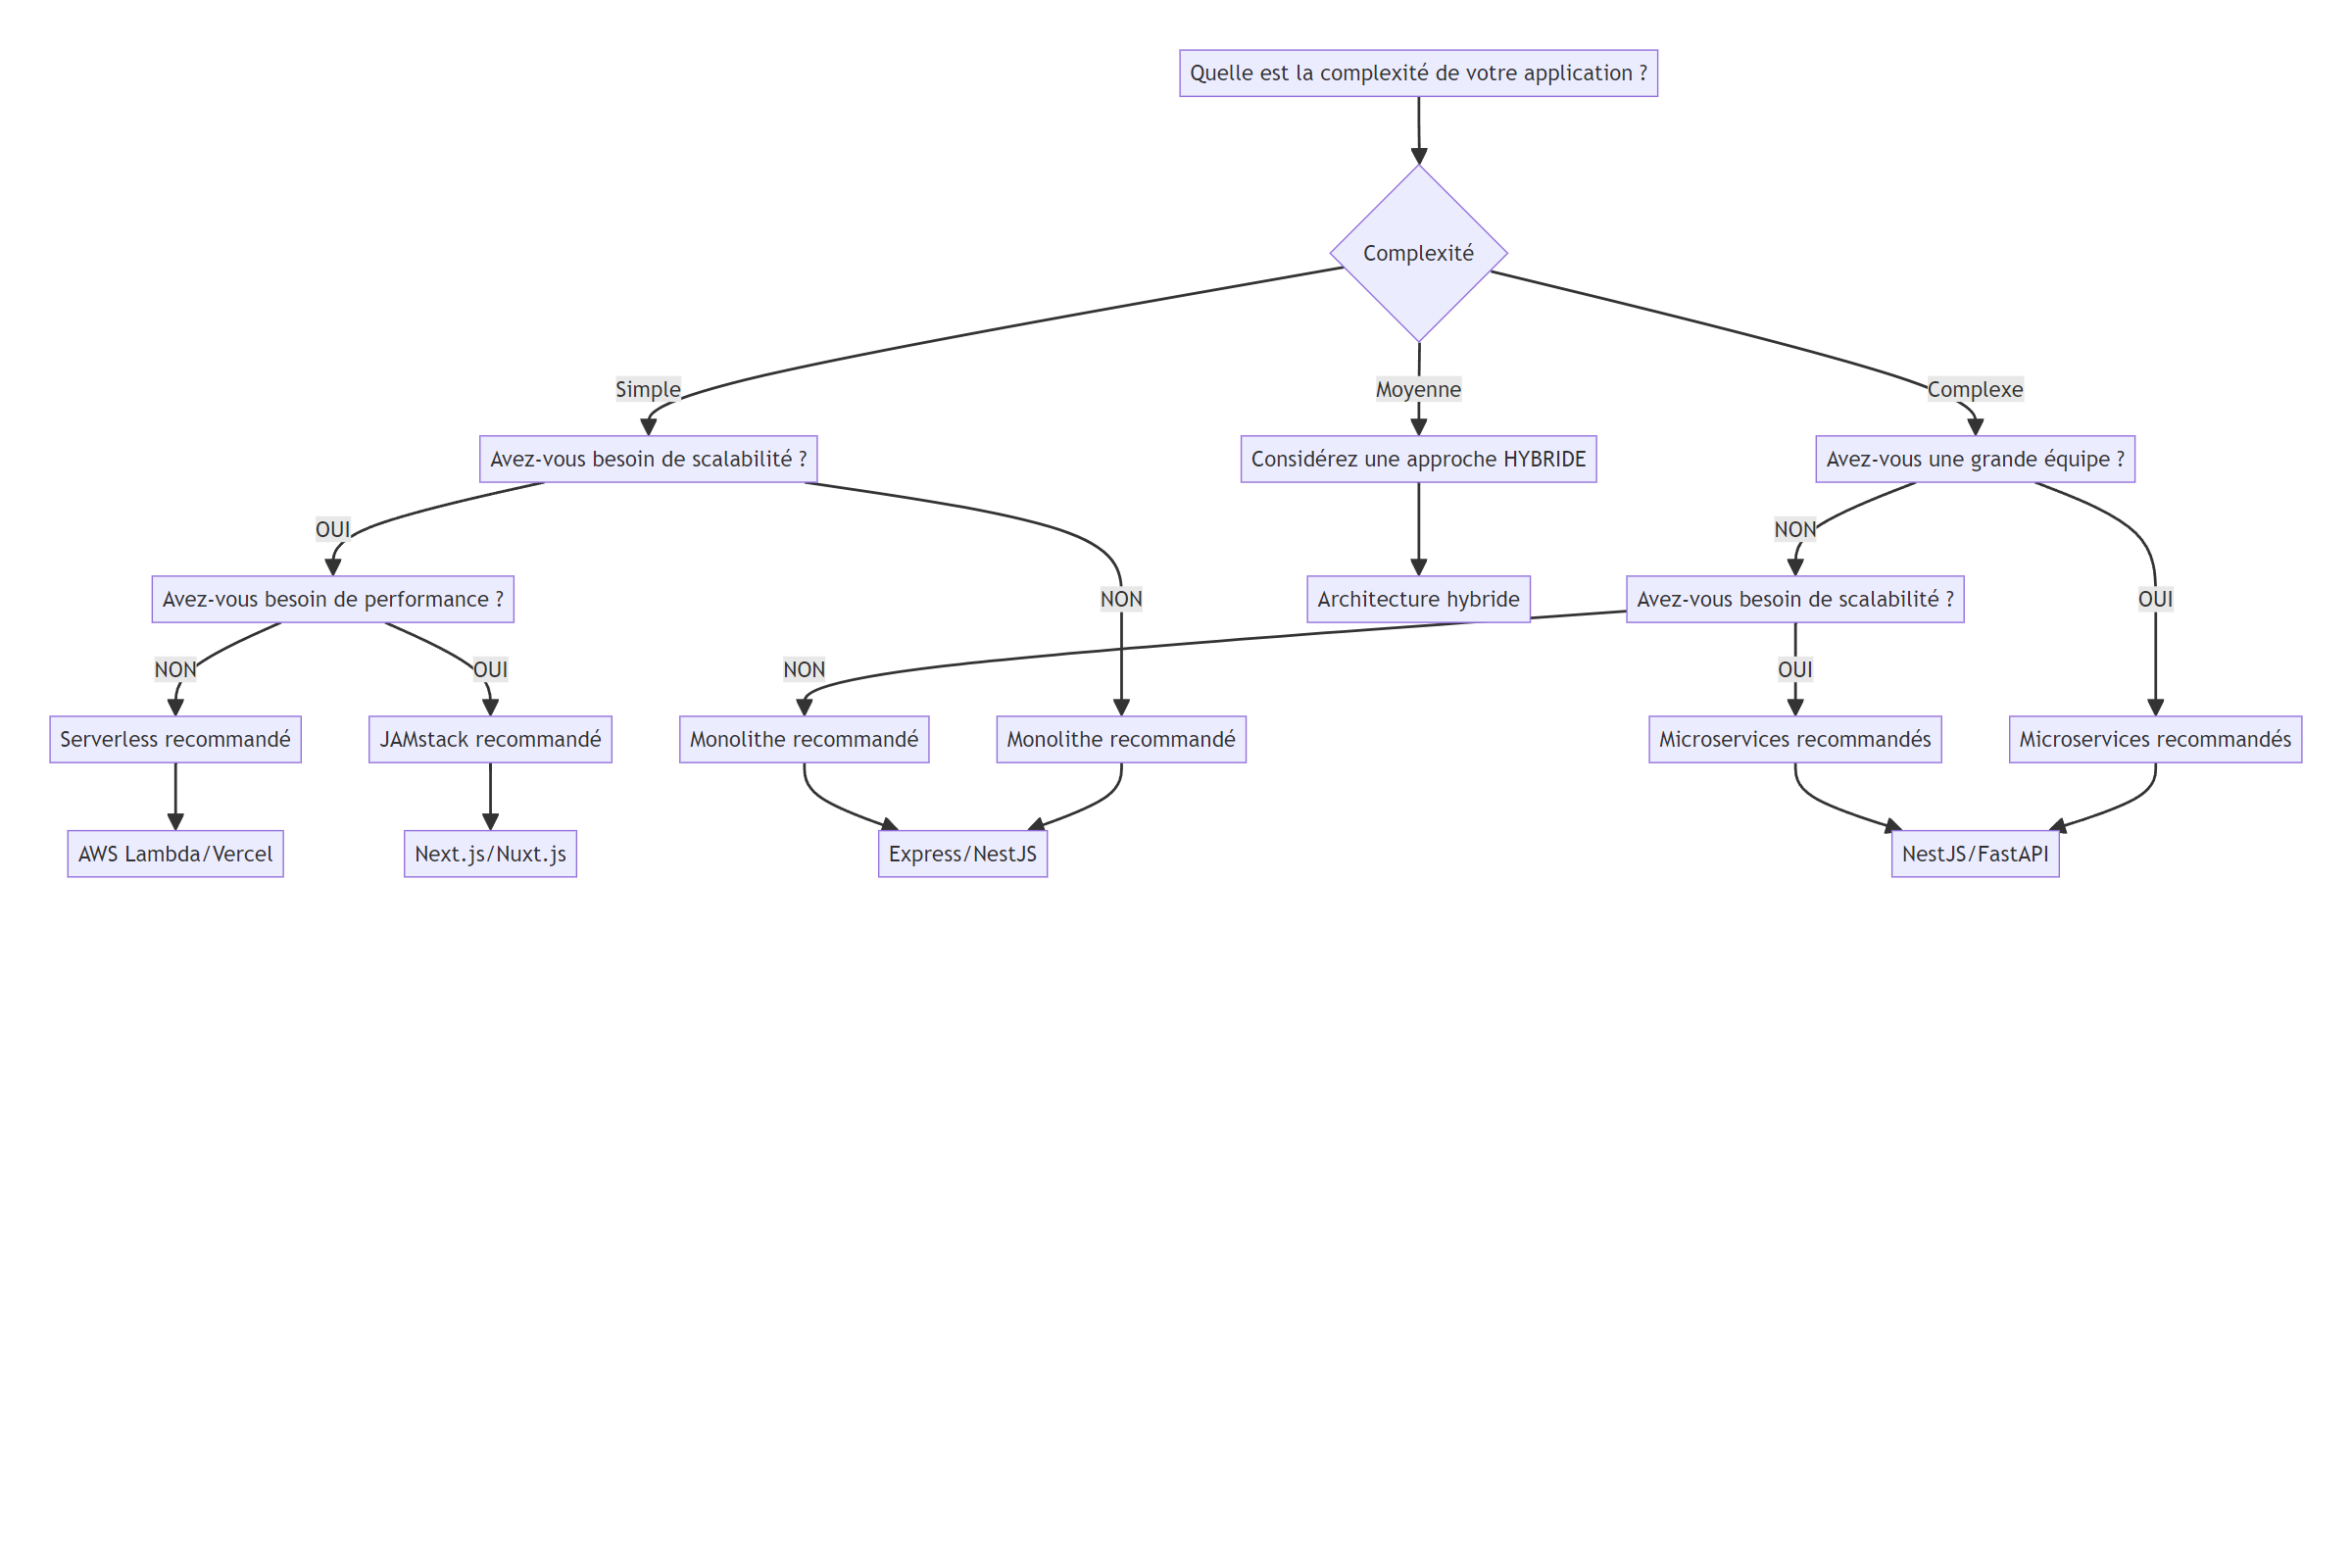 Quelle est la complexité de votre application ?
Complexité
Simple
Moyenne
Complexe
Avez-vous besoin de scalabilité ?
Considérez une approche HYBRIDE
Avez-vous une grande équipe ?
OUI
NON
Avez-vous besoin de performance ?
NON
Architecture hybride
Avez-vous besoin de scalabilité ?
OUI
NON
OUI
NON
OUI
Serverless recommandé
JAMstack recommandé
Monolithe recommandé
Monolithe recommandé
Microservices recommandés
Microservices recommandés
AWS Lambda/Vercel
Next.js/Nuxt.js
Express/NestJS
NestJS/FastAPI